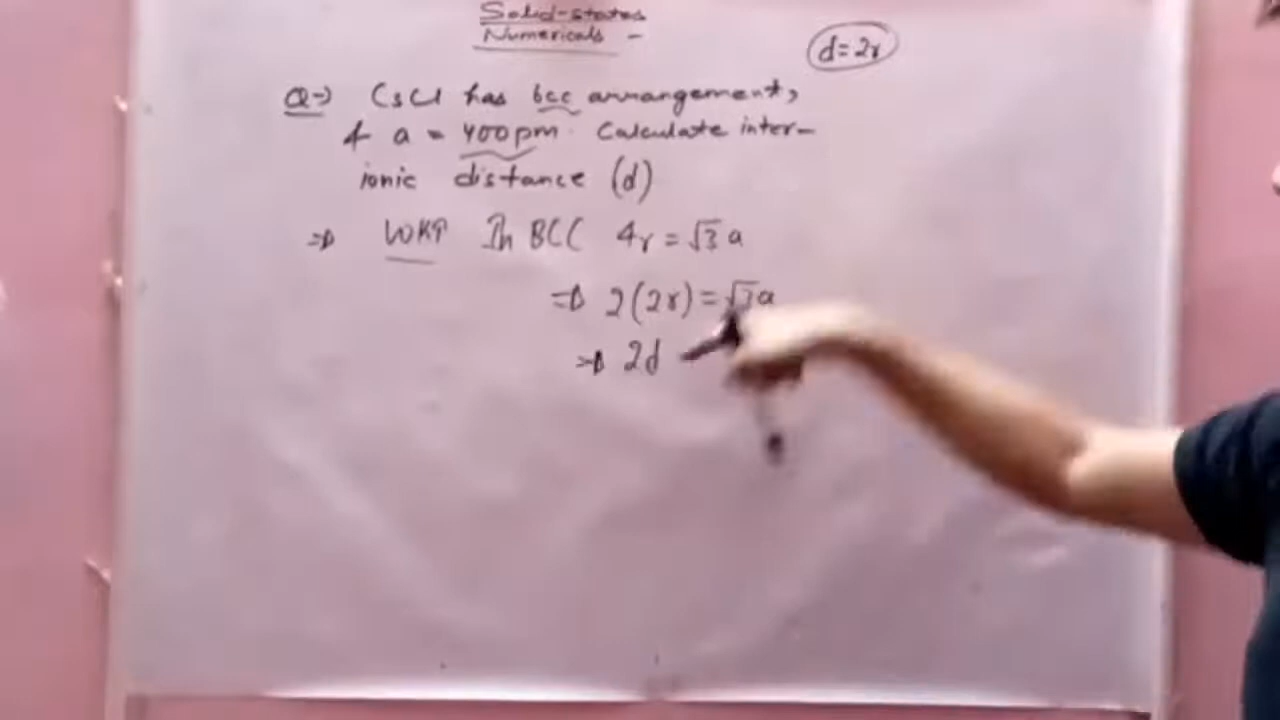 Solid-states
Numericals -
d=2r
Q→ CsCl has bcc arrangement,
& a = 400pm. Calculate inter-
ionic distance (d)
⇒ WKT In BCC 4r = √3 a
⇒ 2(2r) = √3a
⇒ 2d